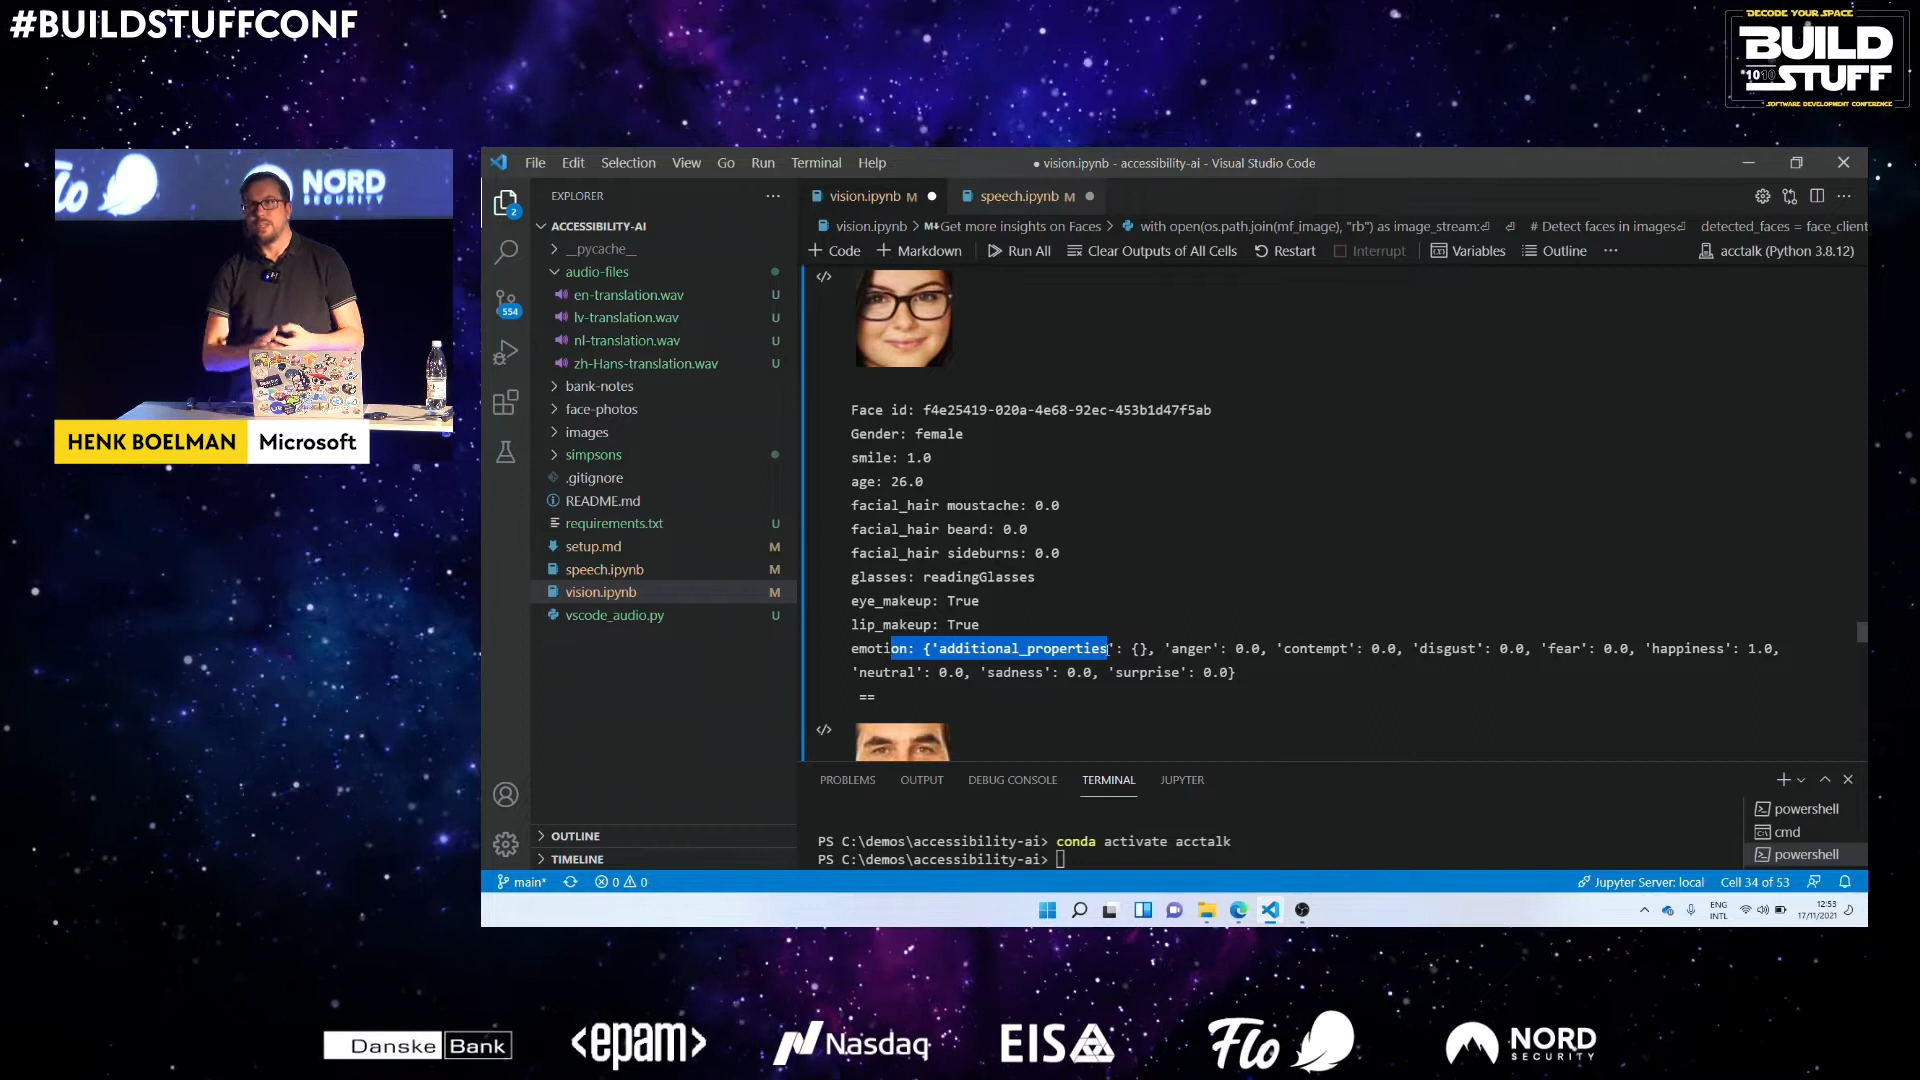 #BUILDSTUFFCONF
DECODE YOUR SPACE
BUILD
STUFF
SOFTWARE DEVELOPMENT CONFERENCE
Flo
NORD
SECURITY
HENK BOELMAN Microsoft
File Edit Selection View Go Run Terminal Help
● vision.ipynb - accessibility-ai - Visual Studio Code
EXPLORER
vision.ipynb M
speech.ipynb M
vision.ipynb > M↓Get more insights on Faces > with open(os.path.join(mf_image), "rb") as image_stream: # Detect faces in images detected_faces = face_client
+ Code + Markdown Run All Clear Outputs of All Cells Restart Interrupt Variables Outline ··· acctalk (Python 3.8.12)
2
554
ACCESSIBILITY-AI
__pycache__
audio-files
en-translation.wav U
lv-translation.wav U
nl-translation.wav U
zh-Hans-translation.wav U
bank-notes
face-photos
images
simpsons
.gitignore
README.md
requirements.txt U
setup.md M
speech.ipynb M
vision.ipynb M
vscode_audio.py U
OUTLINE
TIMELINE
Face id: f4e25419-020a-4e68-92ec-453b1d47f5ab
Gender: female
smile: 1.0
age: 26.0
facial_hair moustache: 0.0
facial_hair beard: 0.0
facial_hair sideburns: 0.0
glasses: readingGlasses
eye_makeup: True
lip_makeup: True
emotion: {'additional_properties': {}, 'anger': 0.0, 'contempt': 0.0, 'disgust': 0.0, 'fear': 0.0, 'happiness': 1.0,
'neutral': 0.0, 'sadness': 0.0, 'surprise': 0.0}
==
PROBLEMS OUTPUT DEBUG CONSOLE TERMINAL JUPYTER
PS C:\demos\accessibility-ai> conda activate acctalk
PS C:\demos\accessibility-ai>
powershell
cmd
powershell
main* 0 0
Jupyter Server: local Cell 34 of 53
ENG
INTL
12:53
17/11/2021
Danske Bank
<epam>
Nasdaq
EIS
Flo
NORD
SECURITY